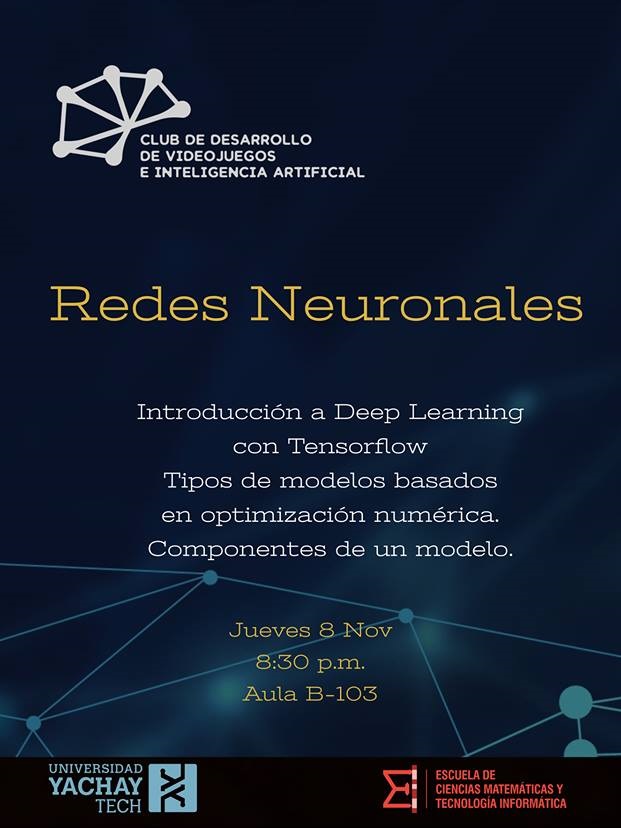 CLUB DE DESARROLLO
DE VIDEOJUEGOS
E INTELIGENCIA ARTIFICIAL
Redes Neuronales
Introducción a Deep Learning
con Tensorflow
Tipos de modelos basados
en optimización numérica.
Componentes de un modelo.
Jueves 8 Nov
8:30 p.m.
Aula B-103
UNIVERSIDAD
YACHAY
TECH
ESCUELA DE
CIENCIAS MATEMÁTICAS Y
TECNOLOGÍA INFORMÁTICA